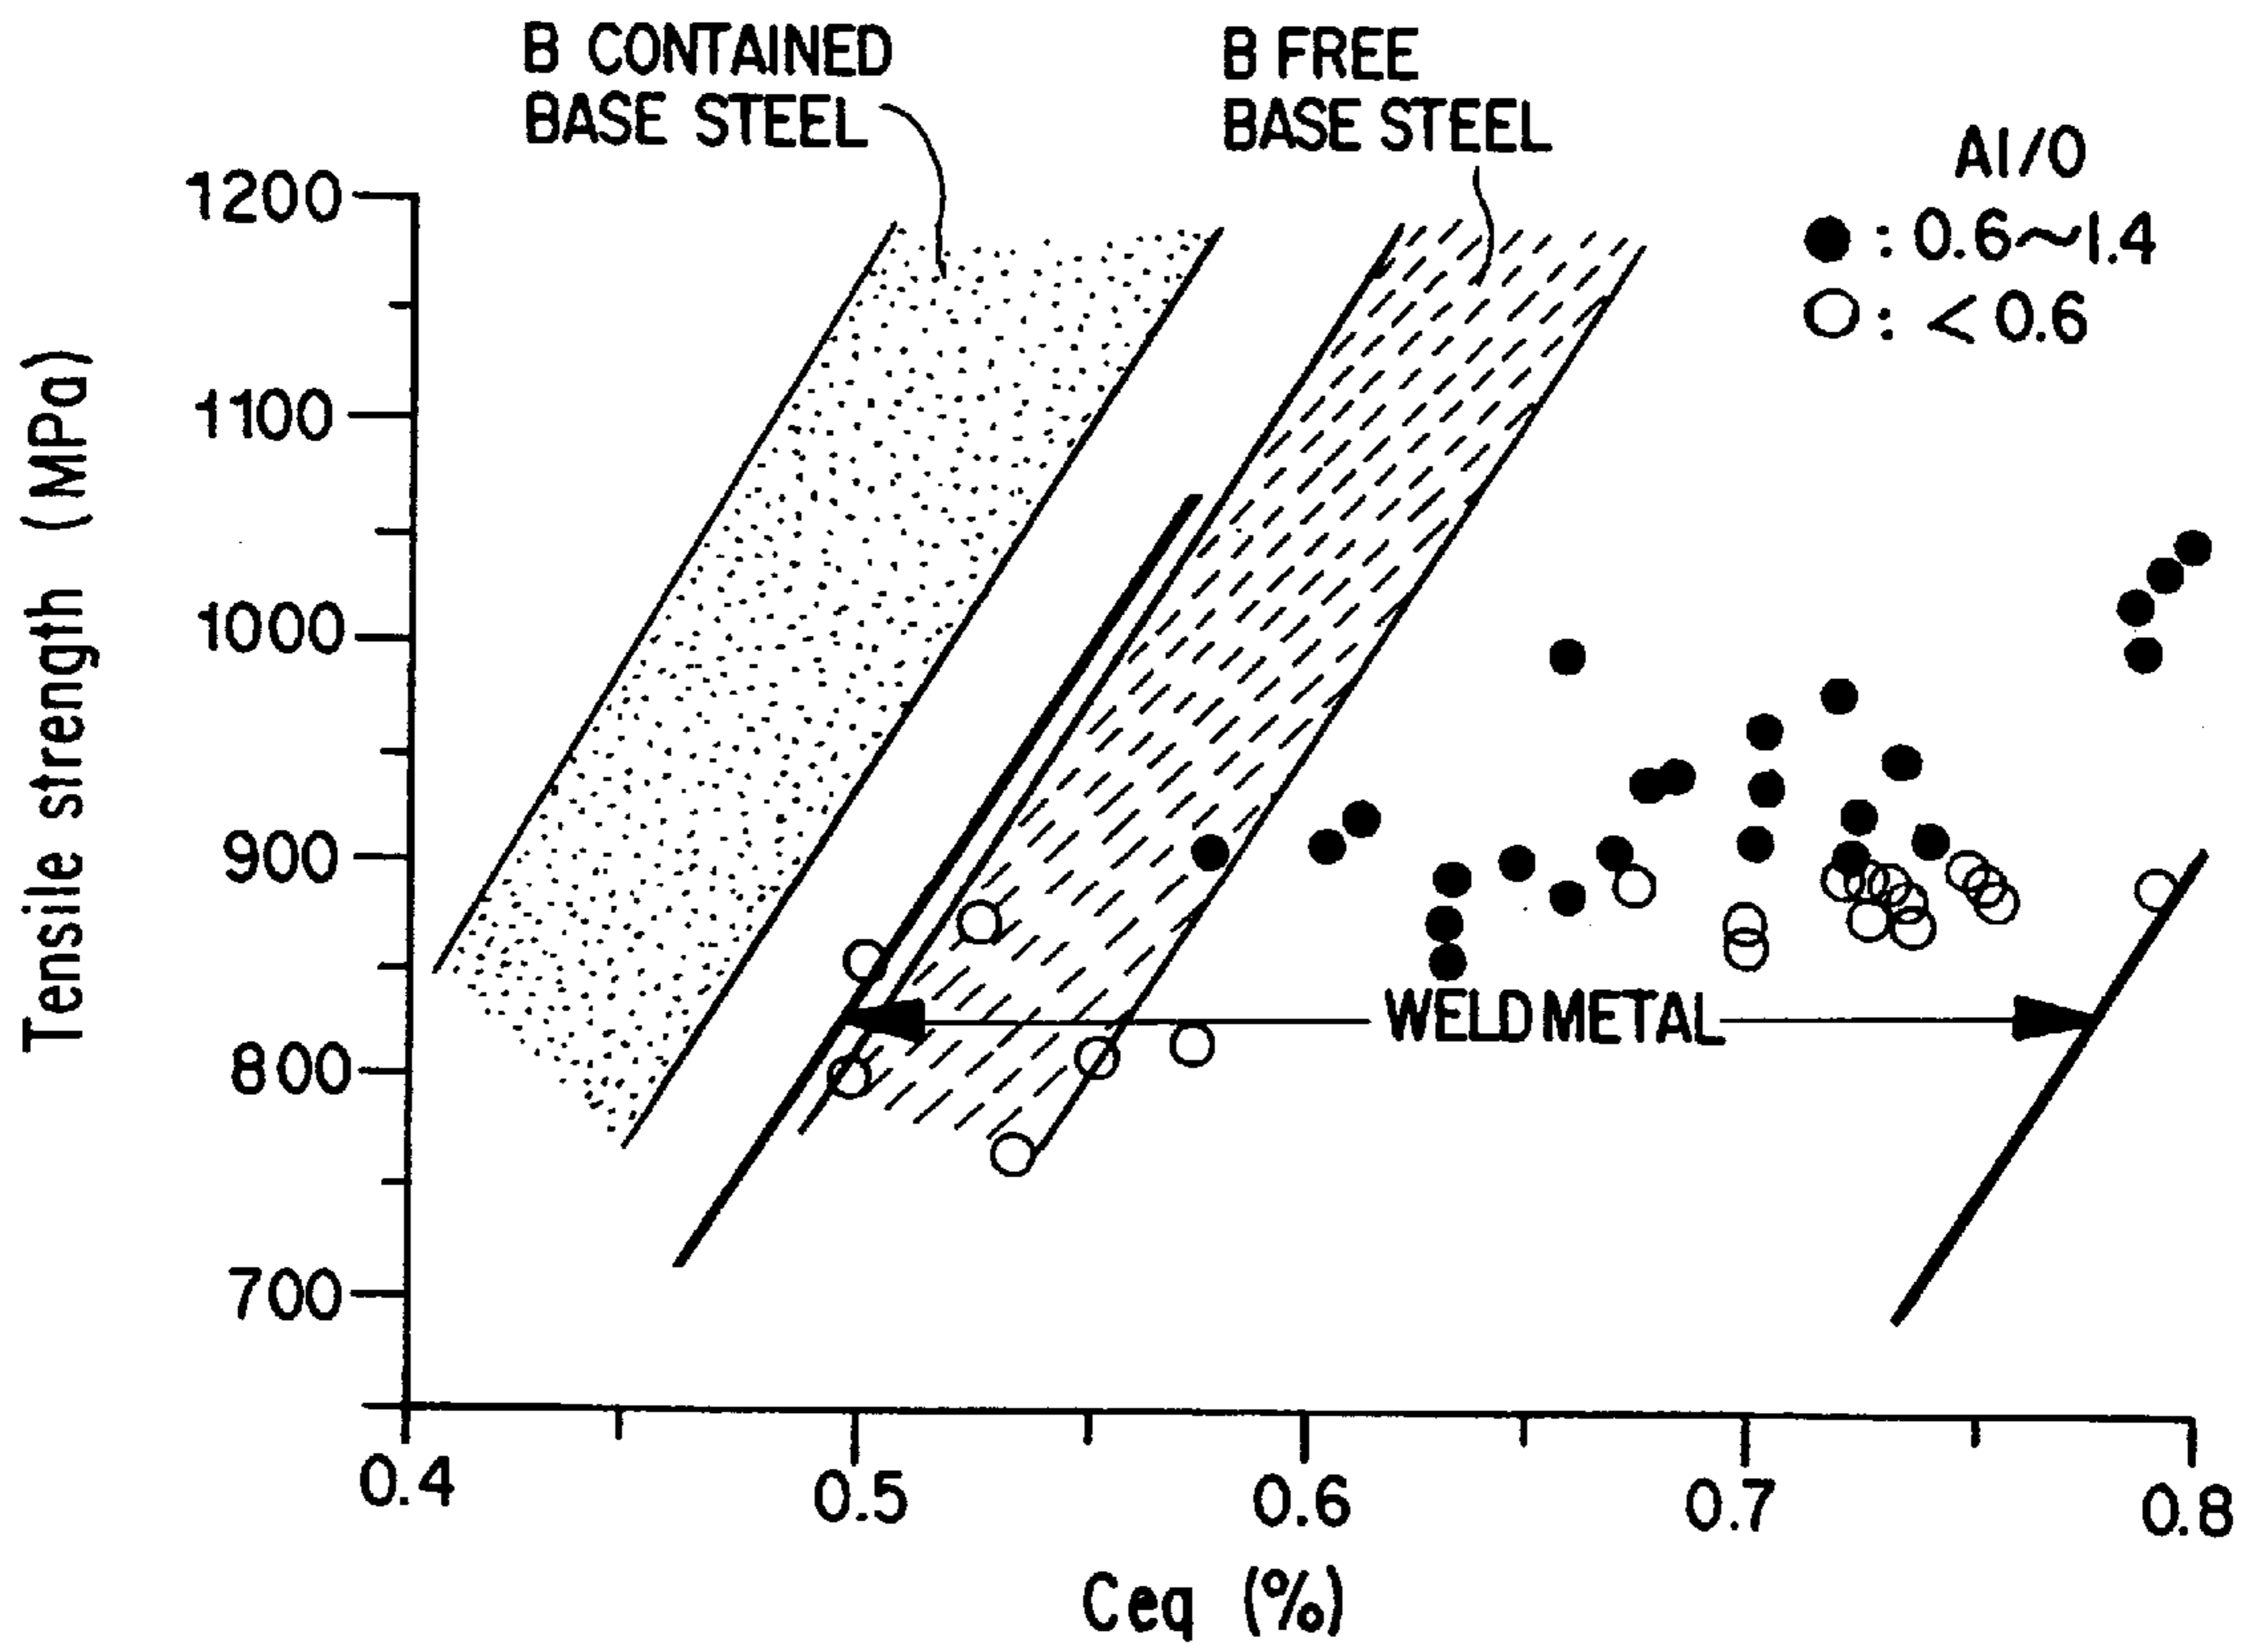 B CONTAINED
BASE STEEL
B FREE
BASE STEEL
Al/O
● : 0.6~1.4
○ : < 0.6
Tensile strength (MPa)
1200
1100
1000
900
800
700
WELD METAL
0.4
0.5
0.6
0.7
0.8
Ceq (%)